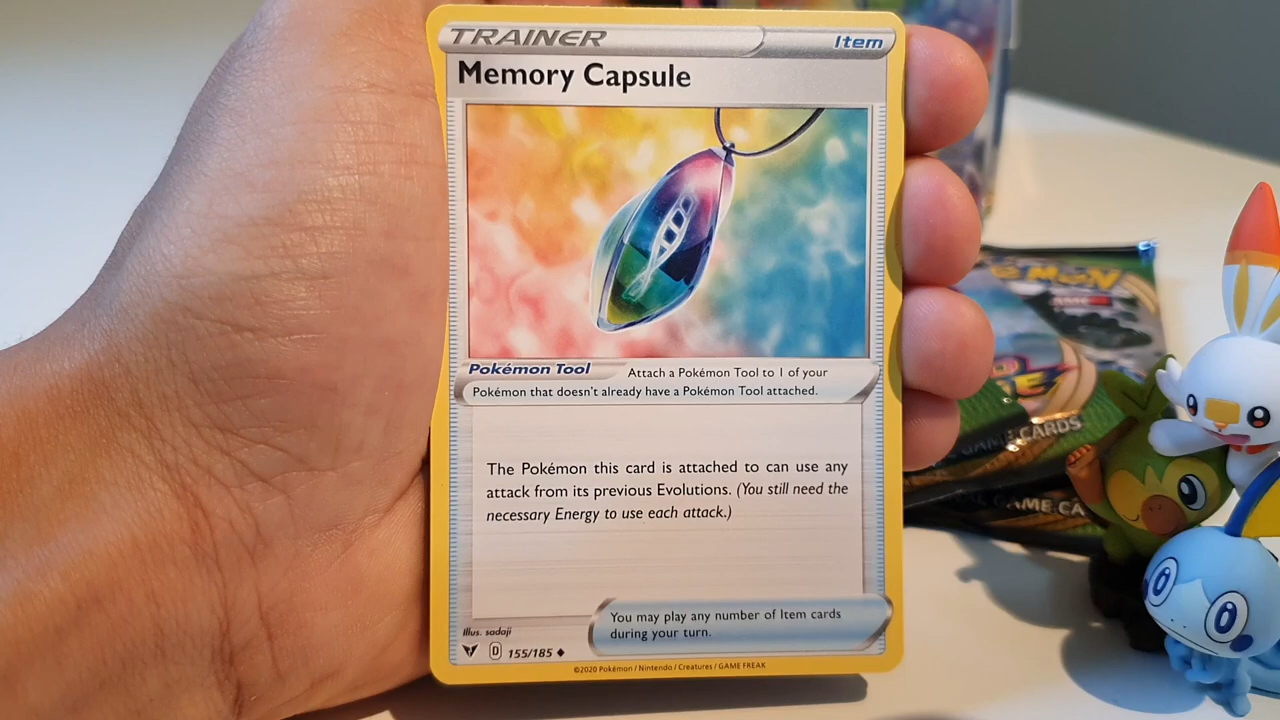 TRAINER Item
Memory Capsule
Pokémon Tool Attach a Pokémon Tool to 1 of your
Pokémon that doesn't already have a Pokémon Tool attached.
The Pokémon this card is attached to can use any
attack from its previous Evolutions. (You still need the
necessary Energy to use each attack.)
You may play any number of Item cards
during your turn.
Illus. sadaji
D 155/185
©2020 Pokémon / Nintendo / Creatures / GAME FREAK
GAME CARDS
GAME CA